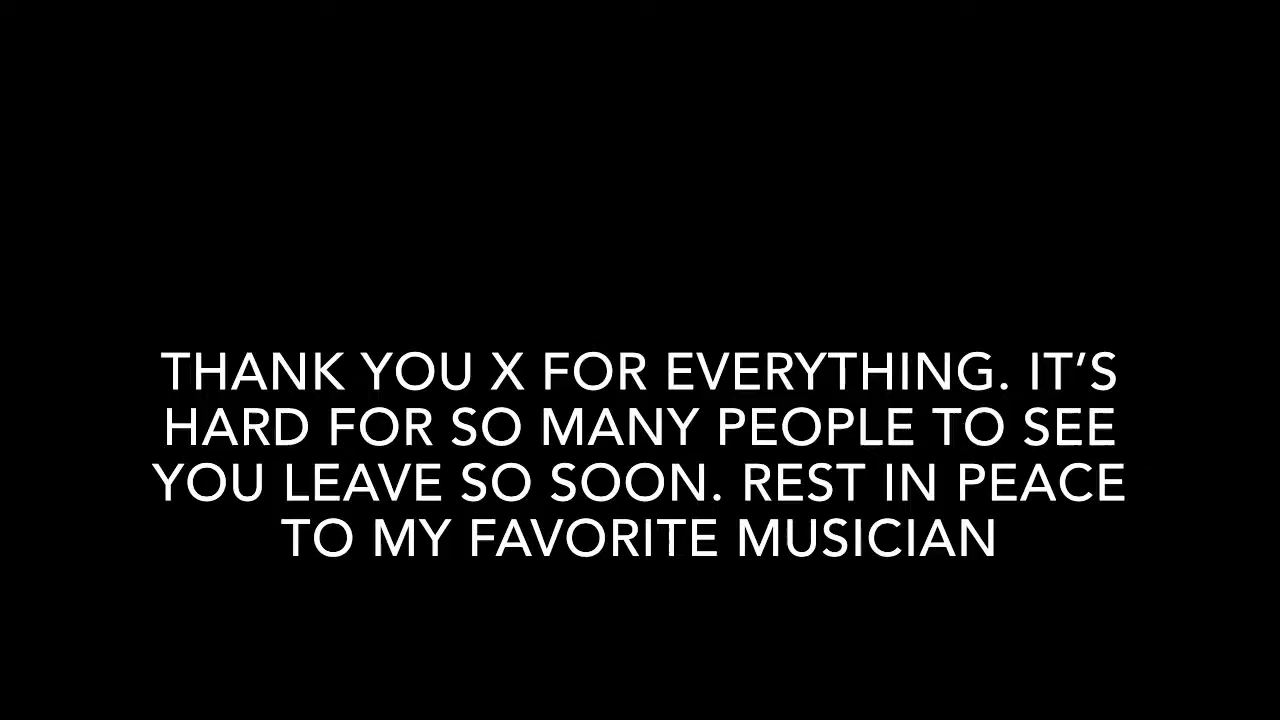 THANK YOU X FOR EVERYTHING. IT’S
HARD FOR SO MANY PEOPLE TO SEE
YOU LEAVE SO SOON. REST IN PEACE
TO MY FAVORITE MUSICIAN